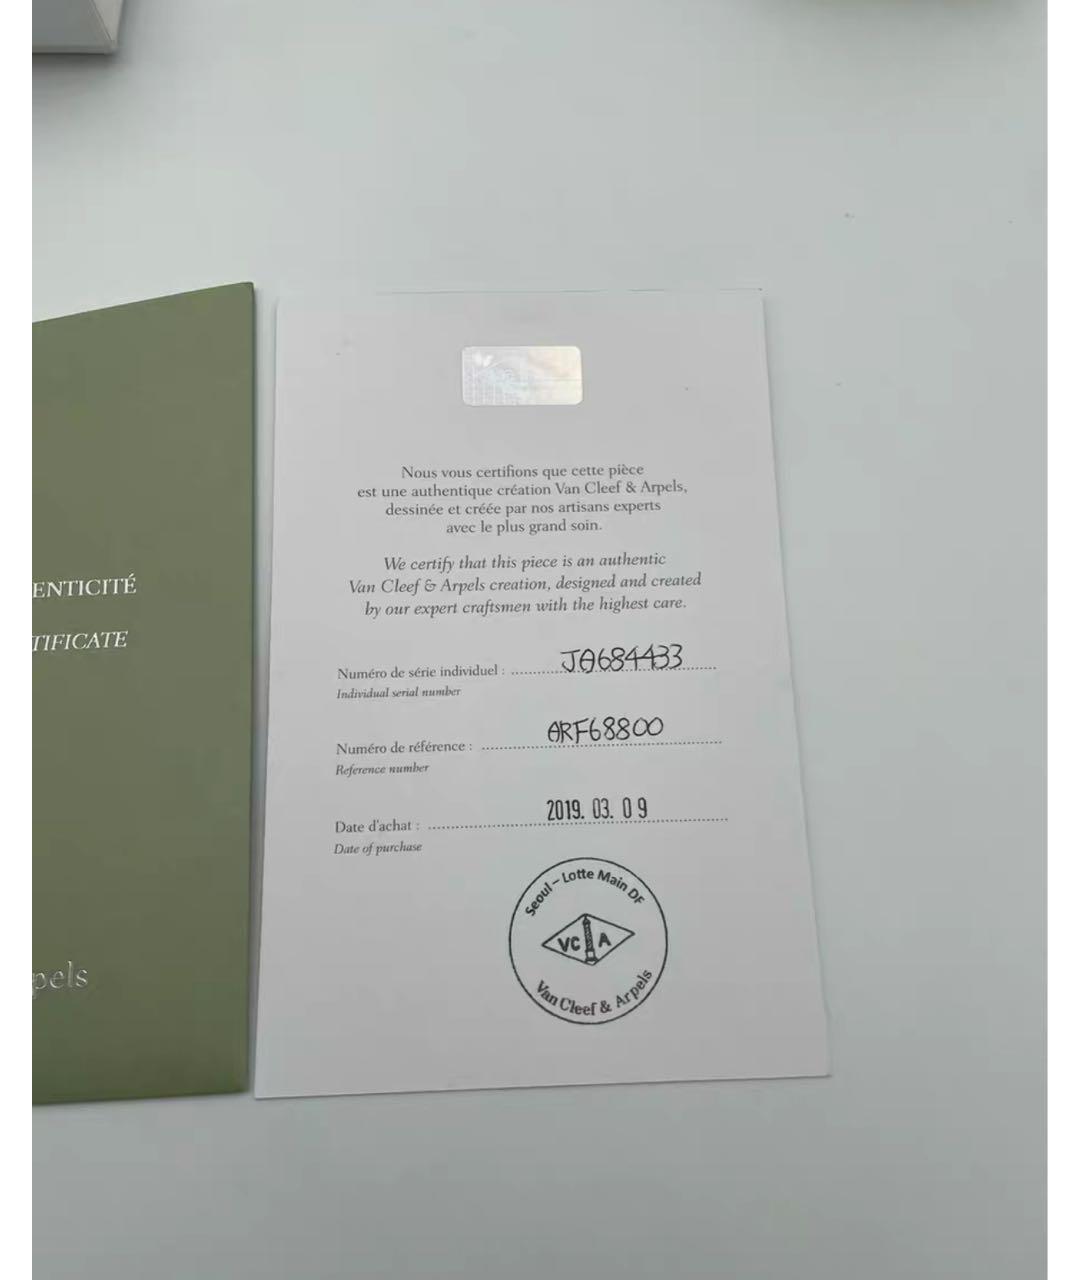 ENTICITÉ
TIFICATE
pels
Nous vous certifions que cette pièce
est une authentique création Van Cleef & Arpels,
dessinée et créée par nos artisans experts
avec le plus grand soin.
We certify that this piece is an authentic
Van Cleef & Arpels creation, designed and created
by our expert craftsmen with the highest care.
Numéro de série individuel : JA684433
Individual serial number
Numéro de référence : ARF68800
Reference number
Date d'achat : 2019. 03. 09
Date of purchase
Seoul – Lotte Main DF
VC A
Van Cleef & Arpels